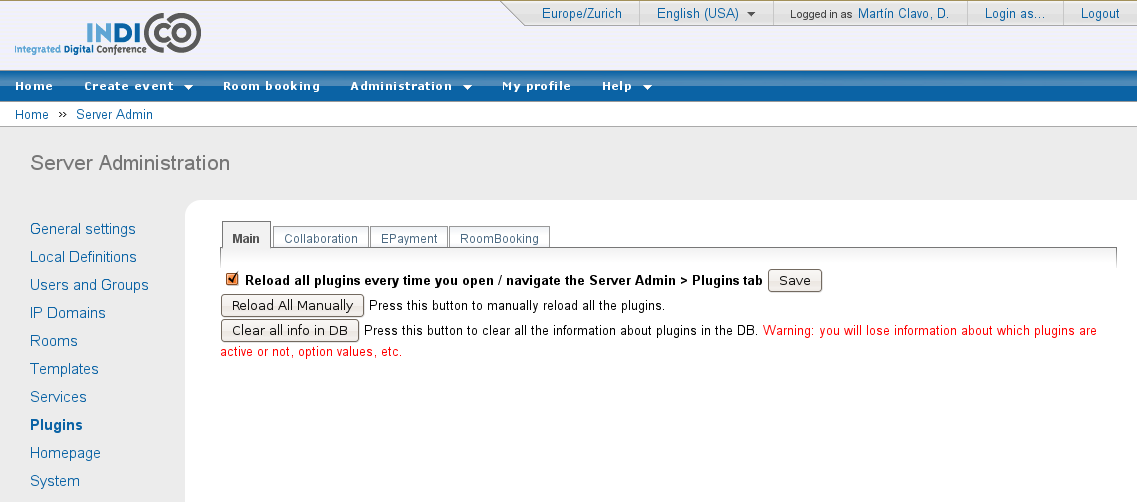 Europe/Zurich English (USA) Logged in as Martín Clavo, D. Login as... Logout
INDICO
Integrated Digital Conference
Home Create event Room booking Administration My profile Help
Home » Server Admin
Server Administration
General settings
Local Definitions
Users and Groups
IP Domains
Rooms
Templates
Services
Plugins
Homepage
System
Main Collaboration EPayment RoomBooking
Reload all plugins every time you open / navigate the Server Admin > Plugins tab Save
Reload All Manually Press this button to manually reload all the plugins.
Clear all info in DB Press this button to clear all the information about plugins in the DB. Warning: you will lose information about which plugins are
active or not, option values, etc.